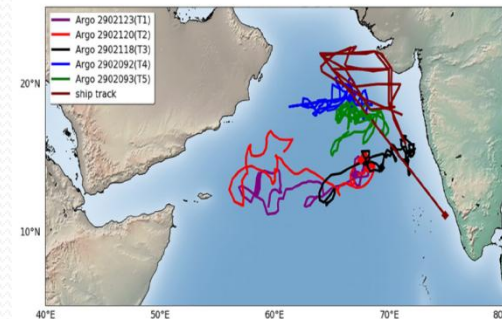 Argo 2902123(T1)
Argo 2902120(T2)
Argo 2902118(T3)
Argo 2902092(T4)
Argo 2902093(T5)
ship track
20°N
10°N
40°E
50°E
60°E
70°E
80